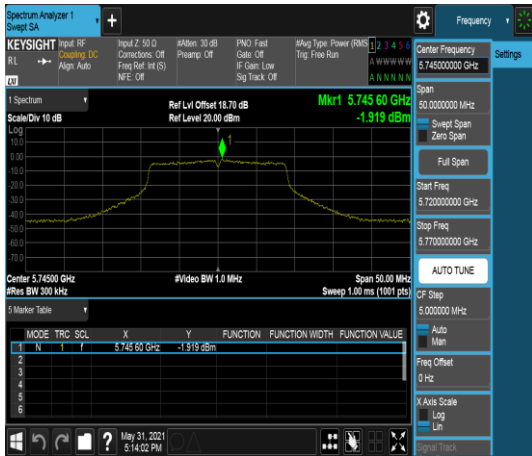 Spectrum Analyzer 1
Swept SA
Frequency
KEYSIGHT
Input: RF
Coupling: DC
Align: Auto
Input Z: 50 Ω
Corrections: Off
Freq Ref: Int (S)
NFE: Off
#Atten: 30 dB
Preamp: Off
PNO: Fast
Gate: Off
IF Gain: Low
Sig Track: Off
#Avg Type: Power (RMS
Trig: Free Run
1 2 3 4 5 6
A W W W W W
A N N N N N
R L
LXI
1 Spectrum
Scale/Div 10 dB
Ref Lvl Offset 18.70 dB
Ref Level 20.00 dBm
Mkr1 5.745 60 GHz
-1.919 dBm
Log
10.0
0.00
-10.0
-20.0
-30.0
-40.0
-50.0
-60.0
-70.0
1
Center 5.74500 GHz
#Res BW 300 kHz
#Video BW 1.0 MHz
Span 50.00 MHz
Sweep 1.00 ms (1001 pts)
5 Marker Table
MODE TRC SCL X Y FUNCTION FUNCTION WIDTH FUNCTION VALUE
1 N 1 f 5.745 60 GHz -1.919 dBm
2
3
4
5
6
May 31, 2021
5:14:02 PM
Center Frequency
5.745000000 GHz
Settings
Span
50.0000000 MHz
Swept Span
Zero Span
Full Span
Start Freq
5.720000000 GHz
Stop Freq
5.770000000 GHz
AUTO TUNE
CF Step
5.000000 MHz
Auto
Man
Freq Offset
0 Hz
X Axis Scale
Log
Lin
Signal Track